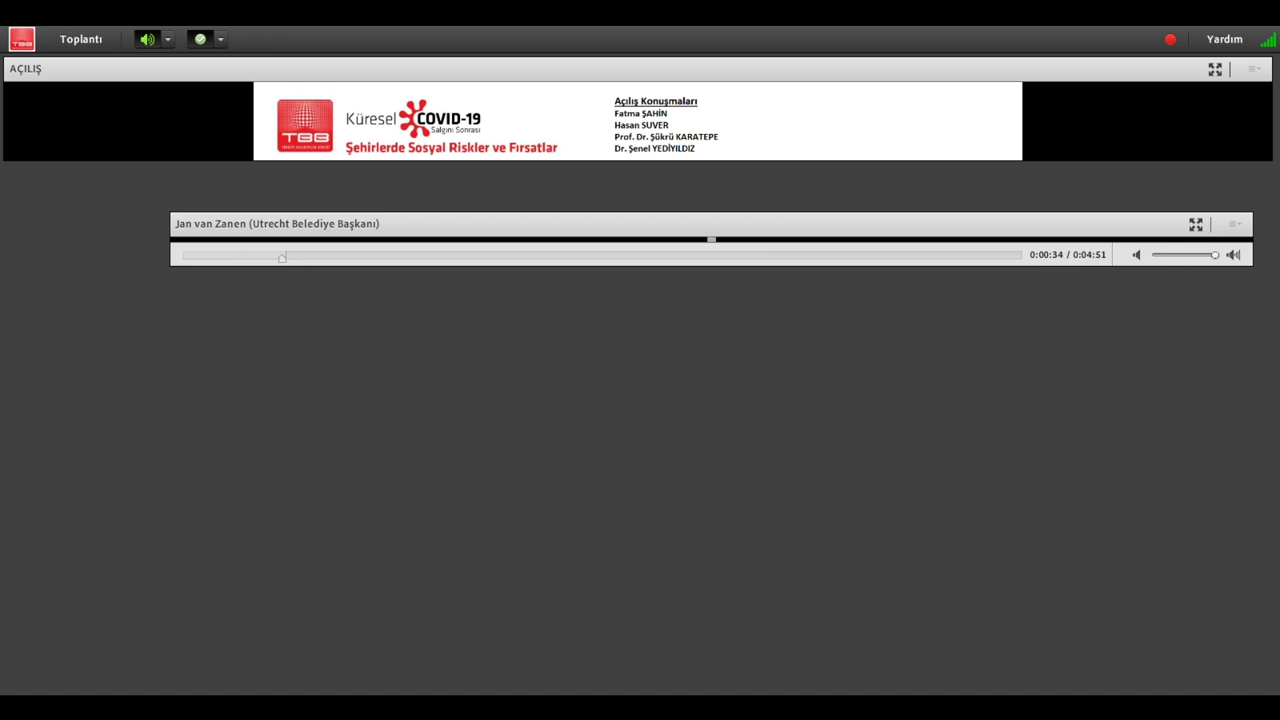 Toplantı
Yardım
AÇILIŞ
TBB
Küresel COVID-19
Salgını Sonrası
Şehirlerde Sosyal Riskler ve Fırsatlar
Açılış Konuşmaları
Fatma ŞAHİN
Hasan SUVER
Prof. Dr. Şükrü KARATEPE
Dr. Şenel YEDİYILDIZ
Jan van Zanen (Utrecht Belediye Başkanı)
0:00:34 / 0:04:51